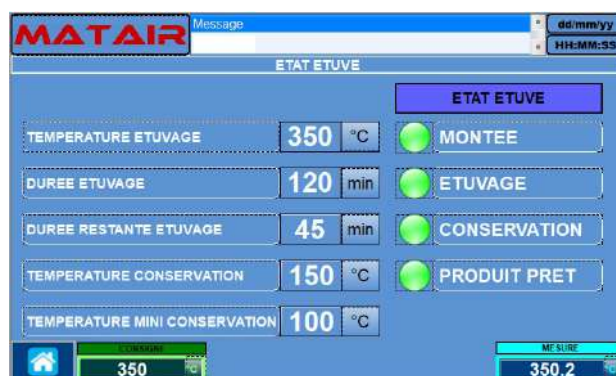 MATAIR
Message
dd/mm/yy
HH:MM:SS
ETAT ETUVE
ETAT ETUVE
TEMPERATURE ETUVAGE 350 °C MONTEE
DUREE ETUVAGE 120 min ETUVAGE
DUREE RESTANTE ETUVAGE 45 min CONSERVATION
TEMPERATURE CONSERVATION 150 °C PRODUIT PRET
TEMPERATURE MINI CONSERVATION 100 °C
CONSIGNE
MESURE
350 °C
350.2